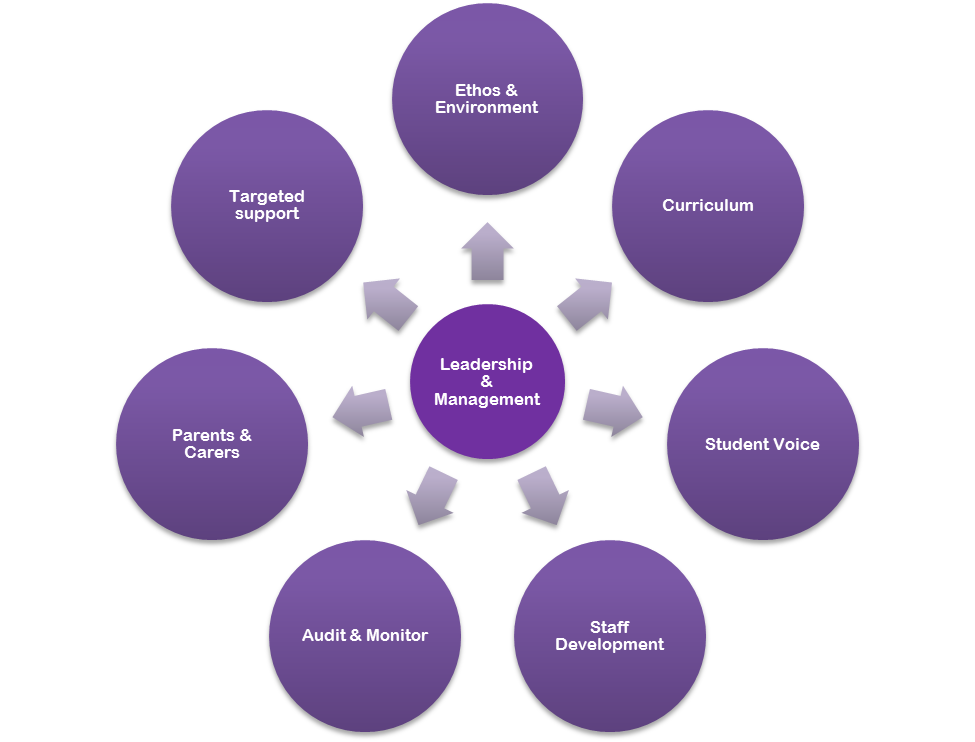 Ethos &
Environment
Curriculum
Student Voice
Staff
Development
Audit & Monitor
Parents &
Carers
Targeted
support
Leadership
&
Management